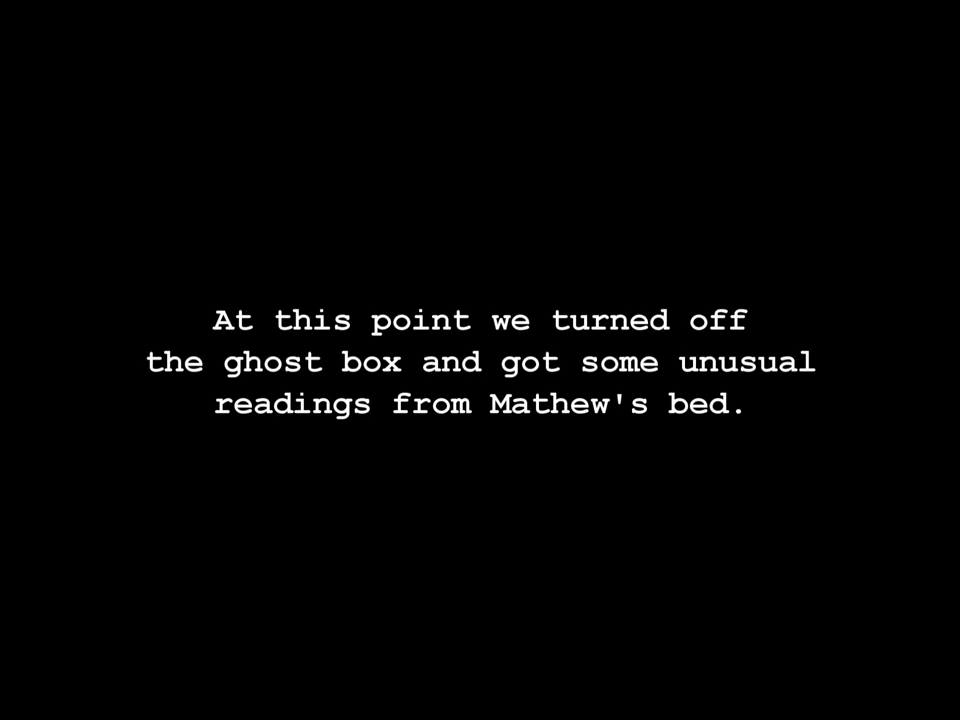 At this point we turned off
the ghost box and got some unusual
readings from Mathew's bed.